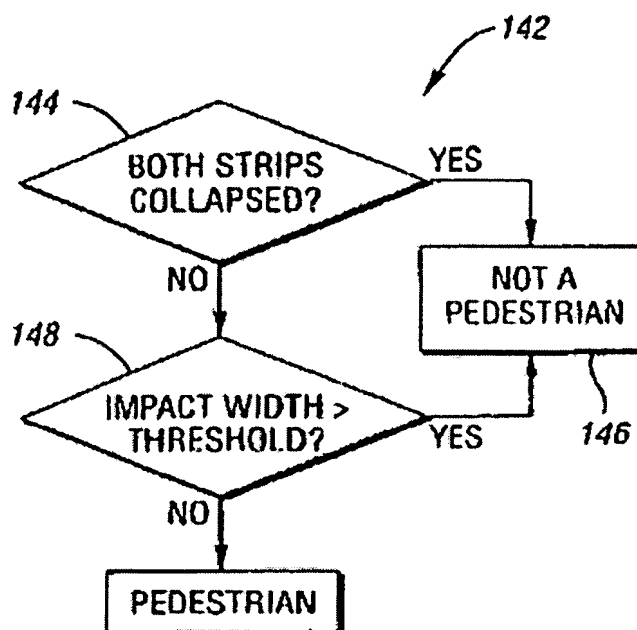 142
144
BOTH STRIPS
COLLAPSED?
YES
NO
NOT A
PEDESTRIAN
146
148
IMPACT WIDTH >
THRESHOLD?
YES
NO
PEDESTRIAN